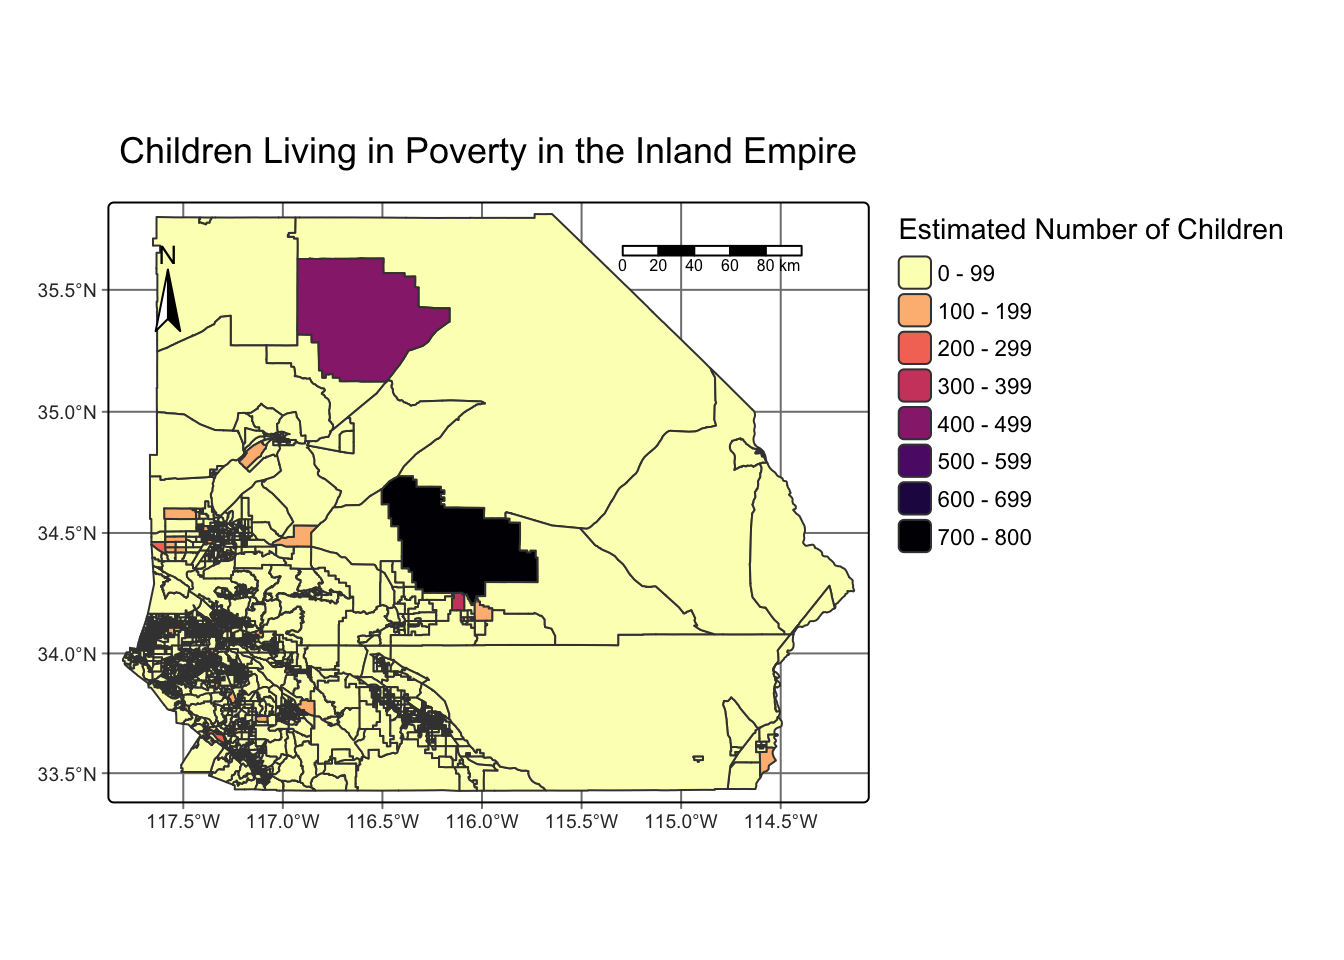 Children Living in Poverty in the Inland Empire
N
0 20 40 60 80 km
35.5°N
35.0°N
34.5°N
34.0°N
33.5°N
117.5°W 117.0°W 116.5°W 116.0°W 115.5°W 115.0°W 114.5°W
Estimated Number of Children
0 - 99
100 - 199
200 - 299
300 - 399
400 - 499
500 - 599
600 - 699
700 - 800